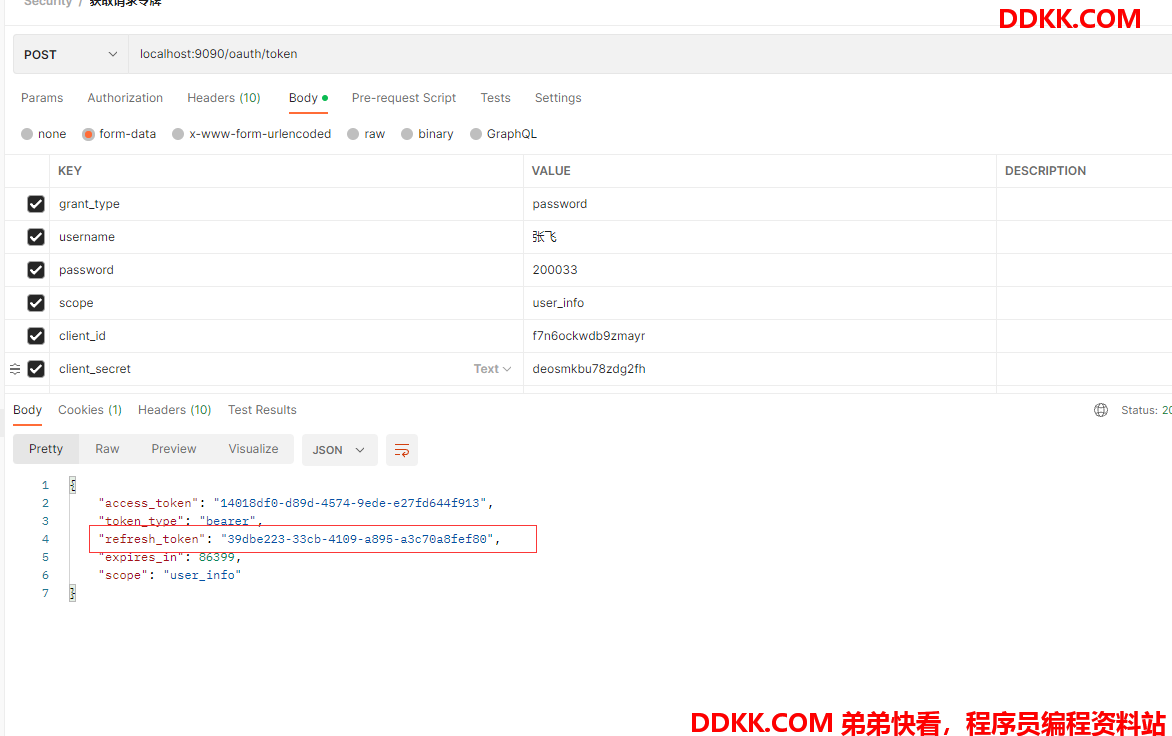 Security / 获取请求令牌
DDKK.COM
POST localhost:9090/oauth/token
Params Authorization Headers (10) Body Pre-request Script Tests Settings
none form-data x-www-form-urlencoded raw binary GraphQL
KEY VALUE DESCRIPTION
grant_type password
username 张飞
password 200033
scope user_info
client_id f7n6ockwdb9zmayr
client_secret Text deosmkbu78zdg2fh
Body Cookies (1) Headers (10) Test Results Status: 20
Pretty Raw Preview Visualize JSON
1 {
2 "access_token": "14018df0-d89d-4574-9ede-e27fd644f913",
3 "token_type": "bearer",
4 "refresh_token": "39dbe223-33cb-4109-a895-a3c70a8fef80",
5 "expires_in": 86399,
6 "scope": "user_info"
7 }
DDKK.COM 弟弟快看，程序员编程资料站